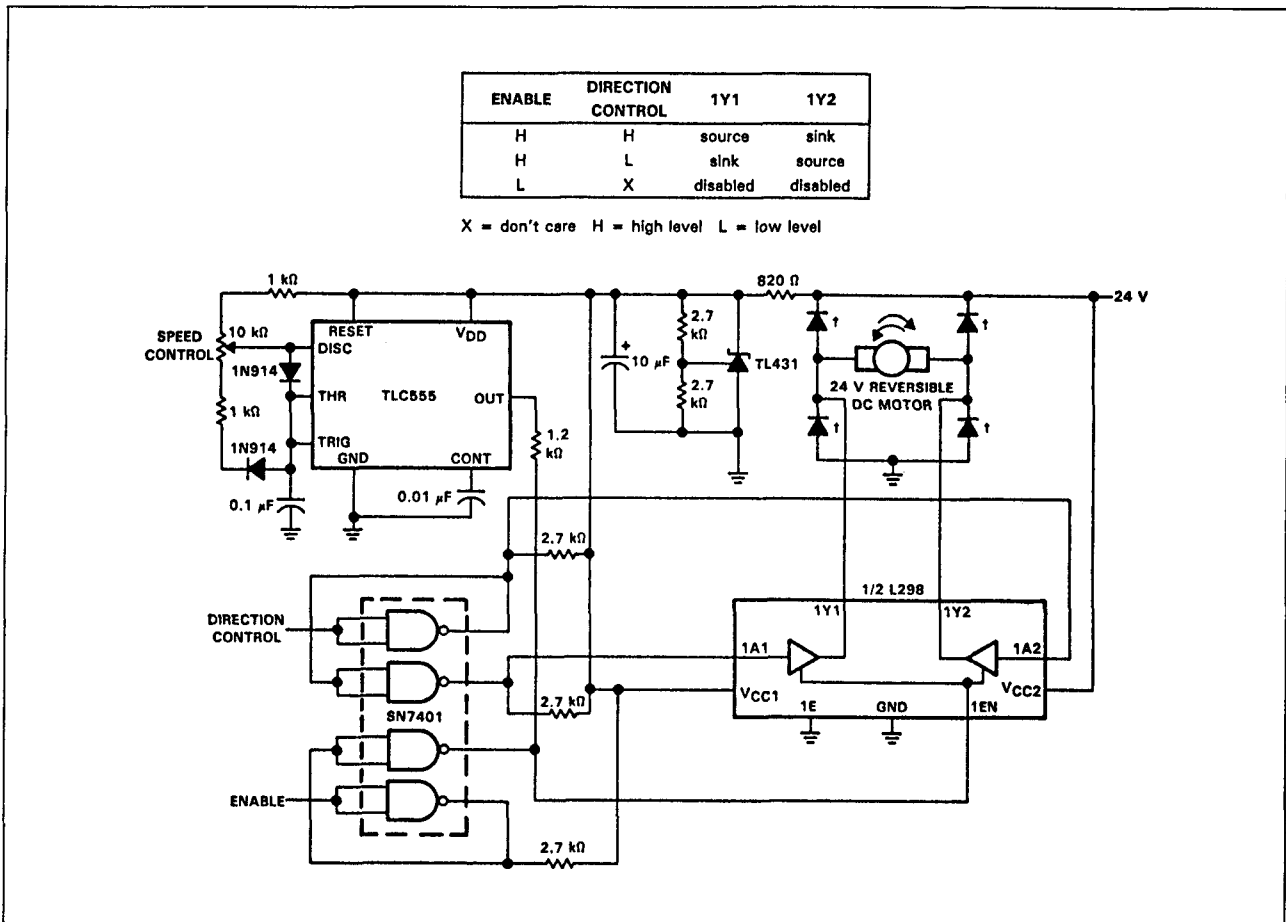 ENABLE DIRECTION CONTROL 1Y1 1Y2
H H source sink
H L sink source
L X disabled disabled
X = don't care H = high level L = low level
1 kΩ
820 Ω
24 V
SPEED CONTROL
10 kΩ
RESET
VDD
DISC
1N914
THR
TLC555
OUT
1 kΩ
TRIG
1N914
GND
CONT
0.1 μF
0.01 μF
1.2 kΩ
+
10 μF
2.7 kΩ
2.7 kΩ
TL431
†
†
24 V REVERSIBLE
DC MOTOR
†
†
2.7 kΩ
1/2 L298
1Y1
1Y2
DIRECTION
CONTROL
1A1
1A2
VCC1
VCC2
1E
GND
1EN
SN7401
2.7 kΩ
ENABLE
2.7 kΩ